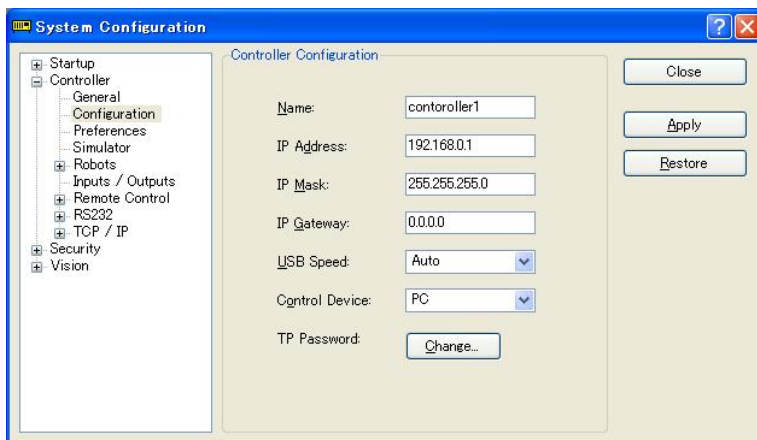 System Configuration
Startup
Controller
General
Configuration
Preferences
Simulator
Robots
Inputs / Outputs
Remote Control
RS232
TCP / IP
Security
Vision
Controller Configuration
Name: contoroller1
IP Address: 192.168.0.1
IP Mask: 255.255.255.0
IP Gateway: 0.0.0.0
USB Speed: Auto
Control Device: PC
TP Password: Change...
Close
Apply
Restore